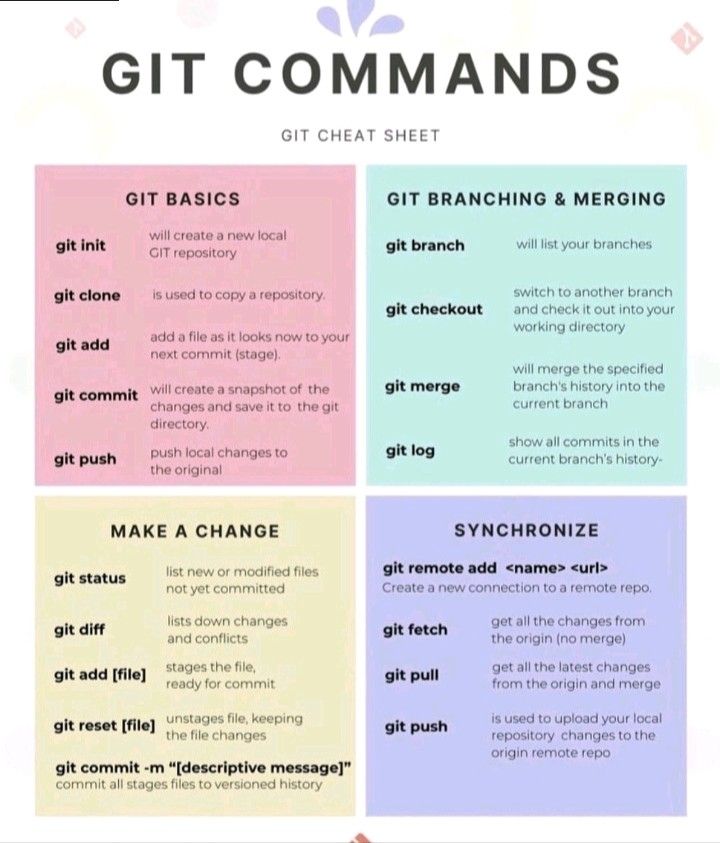 GIT COMMANDS
GIT CHEAT SHEET
GIT BASICS
git init
will create a new local
GIT repository
git clone
is used to copy a repository.
git add
add a file as it looks now to your
next commit (stage).
git commit
will create a snapshot of the
changes and save it to the git
directory.
git push
push local changes to
the original
GIT BRANCHING & MERGING
git branch
will list your branches
git checkout
switch to another branch
and check it out into your
working directory
git merge
will merge the specified
branch's history into the
current branch
git log
show all commits in the
current branch's history-
MAKE A CHANGE
git status
list new or modified files
not yet committed
git diff
lists down changes
and conflicts
git add [file]
stages the file,
ready for commit
git reset [file]
unstages file, keeping
the file changes
git commit -m “[descriptive message]”
commit all stages files to versioned history
SYNCHRONIZE
git remote add <name> <url>
Create a new connection to a remote repo.
git fetch
get all the changes from
the origin (no merge)
git pull
get all the latest changes
from the origin and merge
git push
is used to upload your local
repository changes to the
origin remote repo